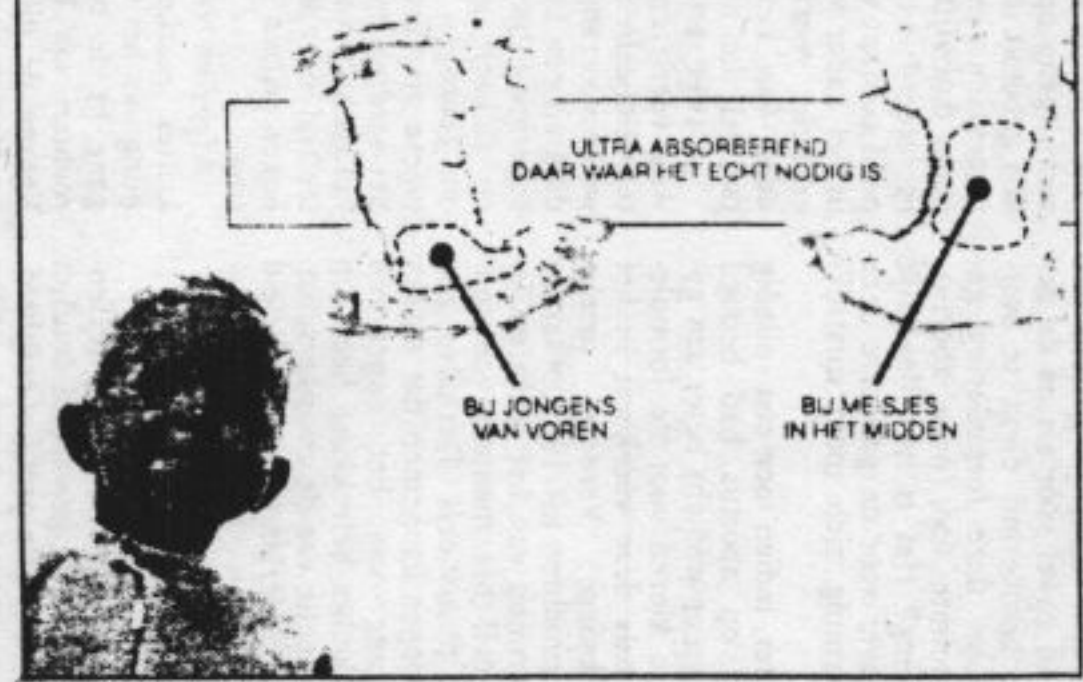 ULTRA ABSORBEREND
DAAR WAAR HET ECHT NODIG IS.
BIJ JONGENS
VAN VOREN
BIJ MEISJES
IN HET MIDDEN